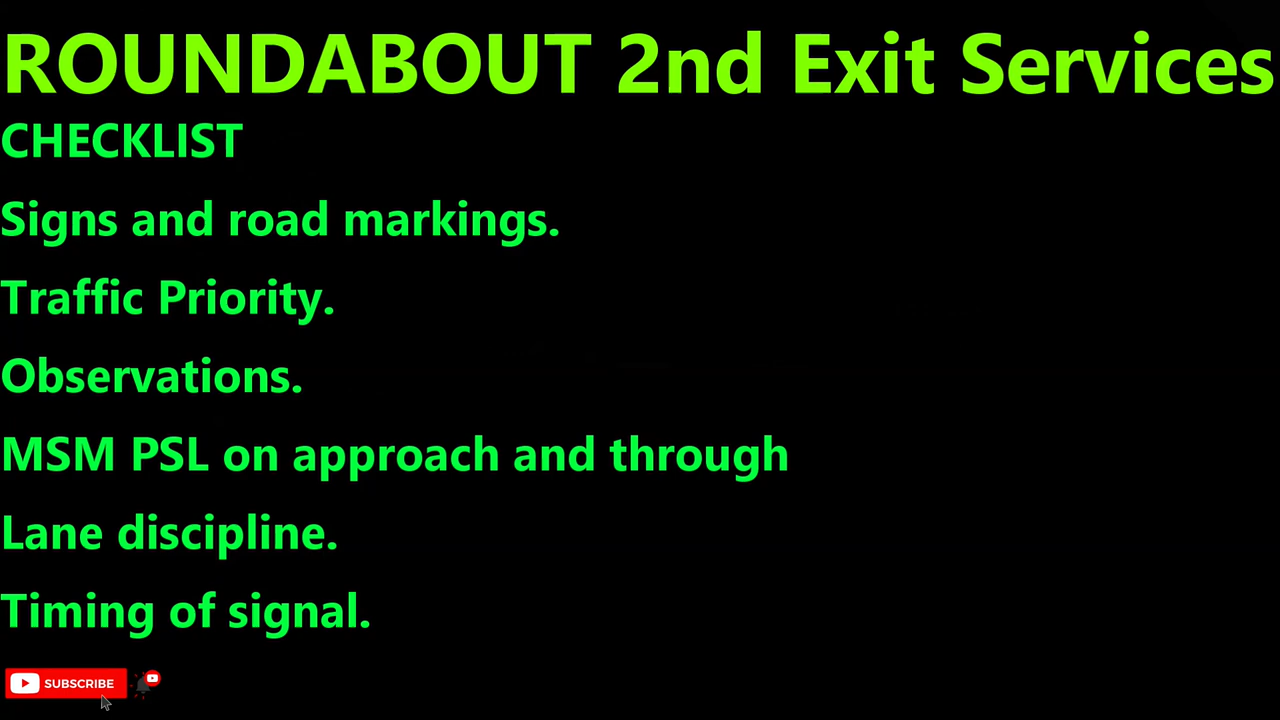 ROUNDABOUT 2nd Exit Services
CHECKLIST
Signs and road markings.
Traffic Priority.
Observations.
MSM PSL on approach and through
Lane discipline.
Timing of signal.
SUBSCRIBE